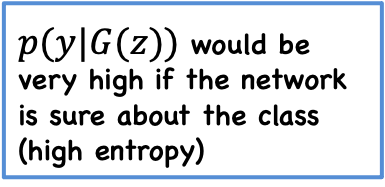 p(y|G(z)) would be
very high if the network
is sure about the class
(high entropy)